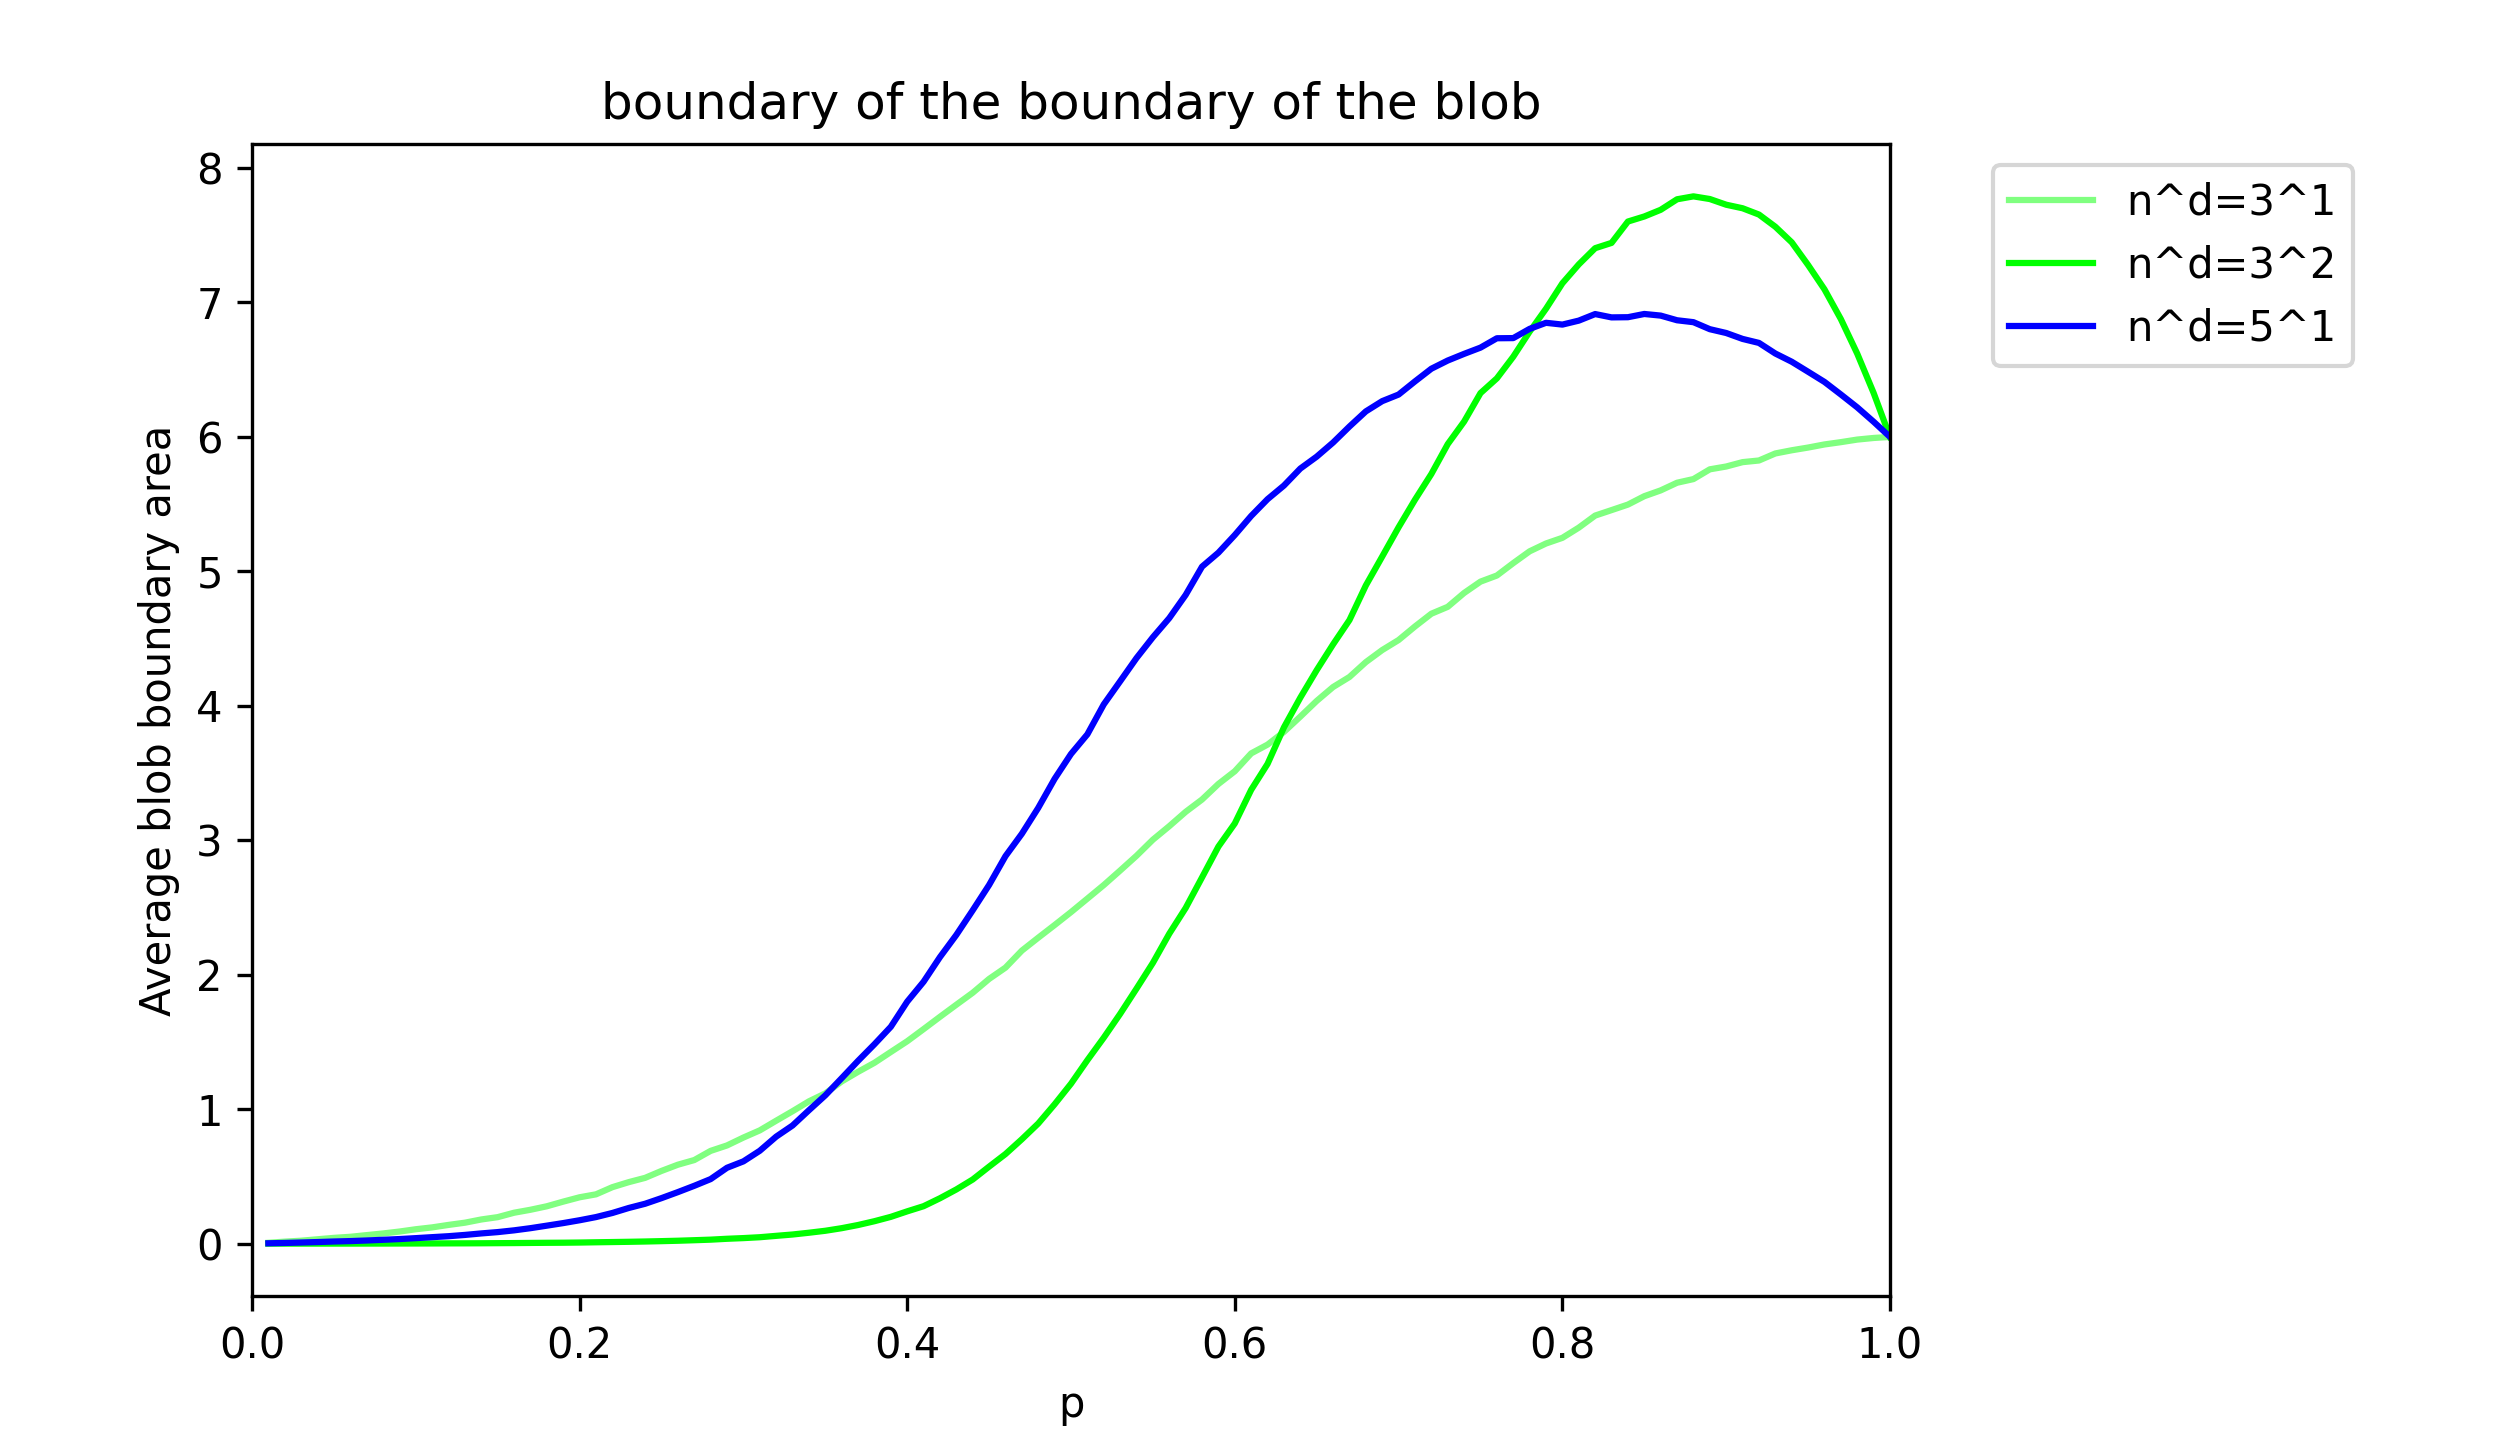 boundary of the boundary of the blob
n^d=3^1
n^d=3^2
n^d=5^1
Average blob boundary area
8
7
6
5
4
3
2
1
0
0.0 0.2 0.4 0.6 0.8 1.0
p